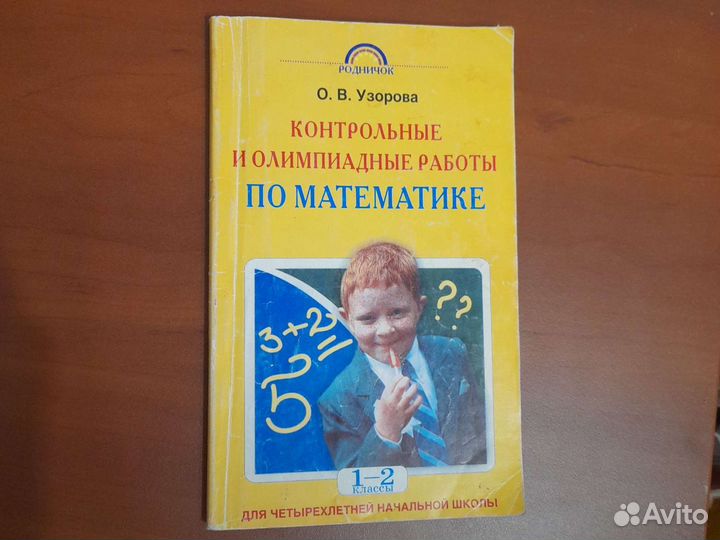 РОДНИЧОК
О. В. Узорова
КОНТРОЛЬНЫЕ
И ОЛИМПИАДНЫЕ РАБОТЫ
ПО МАТЕМАТИКЕ
??
3+2
=
5
1–2
классы
ДЛЯ ЧЕТЫРЕХЛЕТНЕЙ НАЧАЛЬНОЙ ШКОЛЫ
Avito